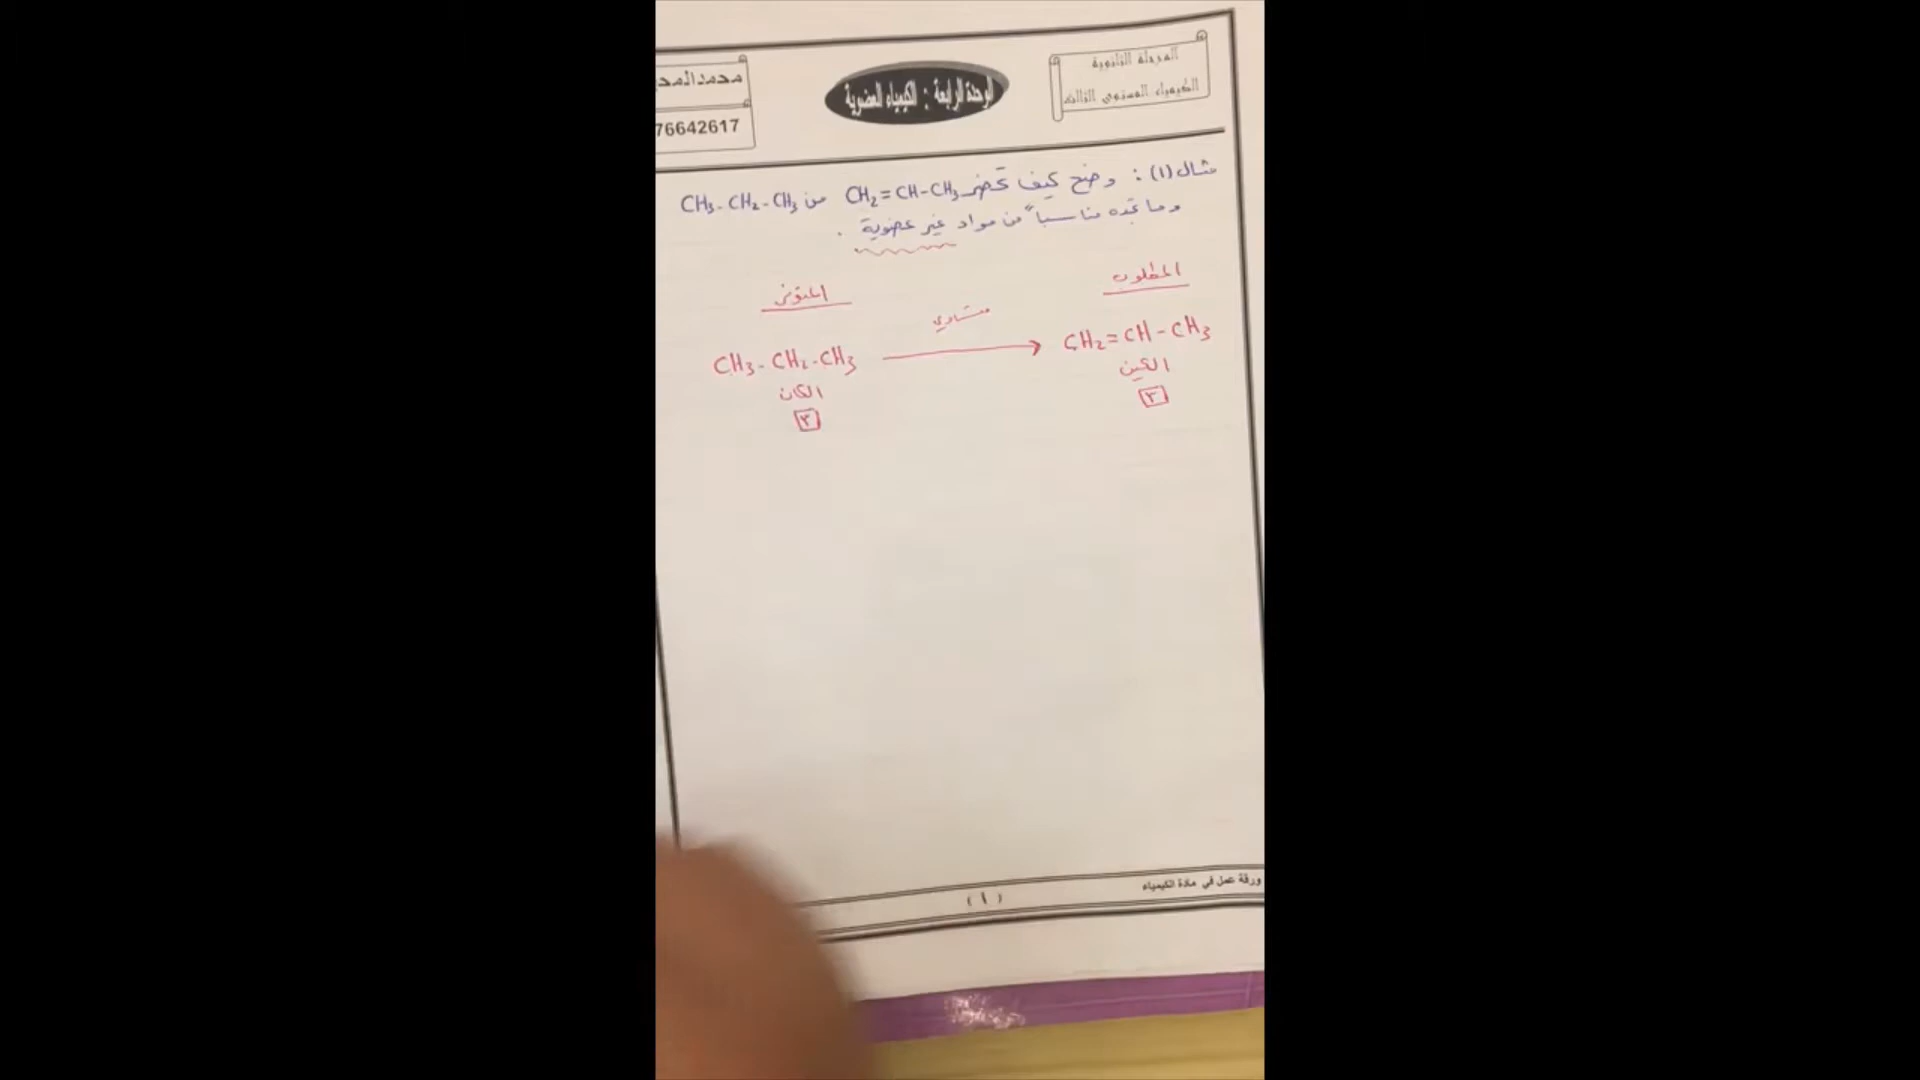 المرحلة الثانوية
الكيمياء المستوى الثالث
الوحدة الرابعة : الكيمياء العضوية
محمد المحـ
76642617
مثال (١) : وضح كيف تحضر CH₂=CH-CH₃ من CH₃-CH₂-CH₃
وما تجده مناسباً من مواد غير عضوية .
المطلوب
المتوفر
متساوي
CH₃-CH₂-CH₃ → CH₂=CH-CH₃
الكان
الكين
٣
٣
ورقة عمل في مادة الكيمياء
( ١ )